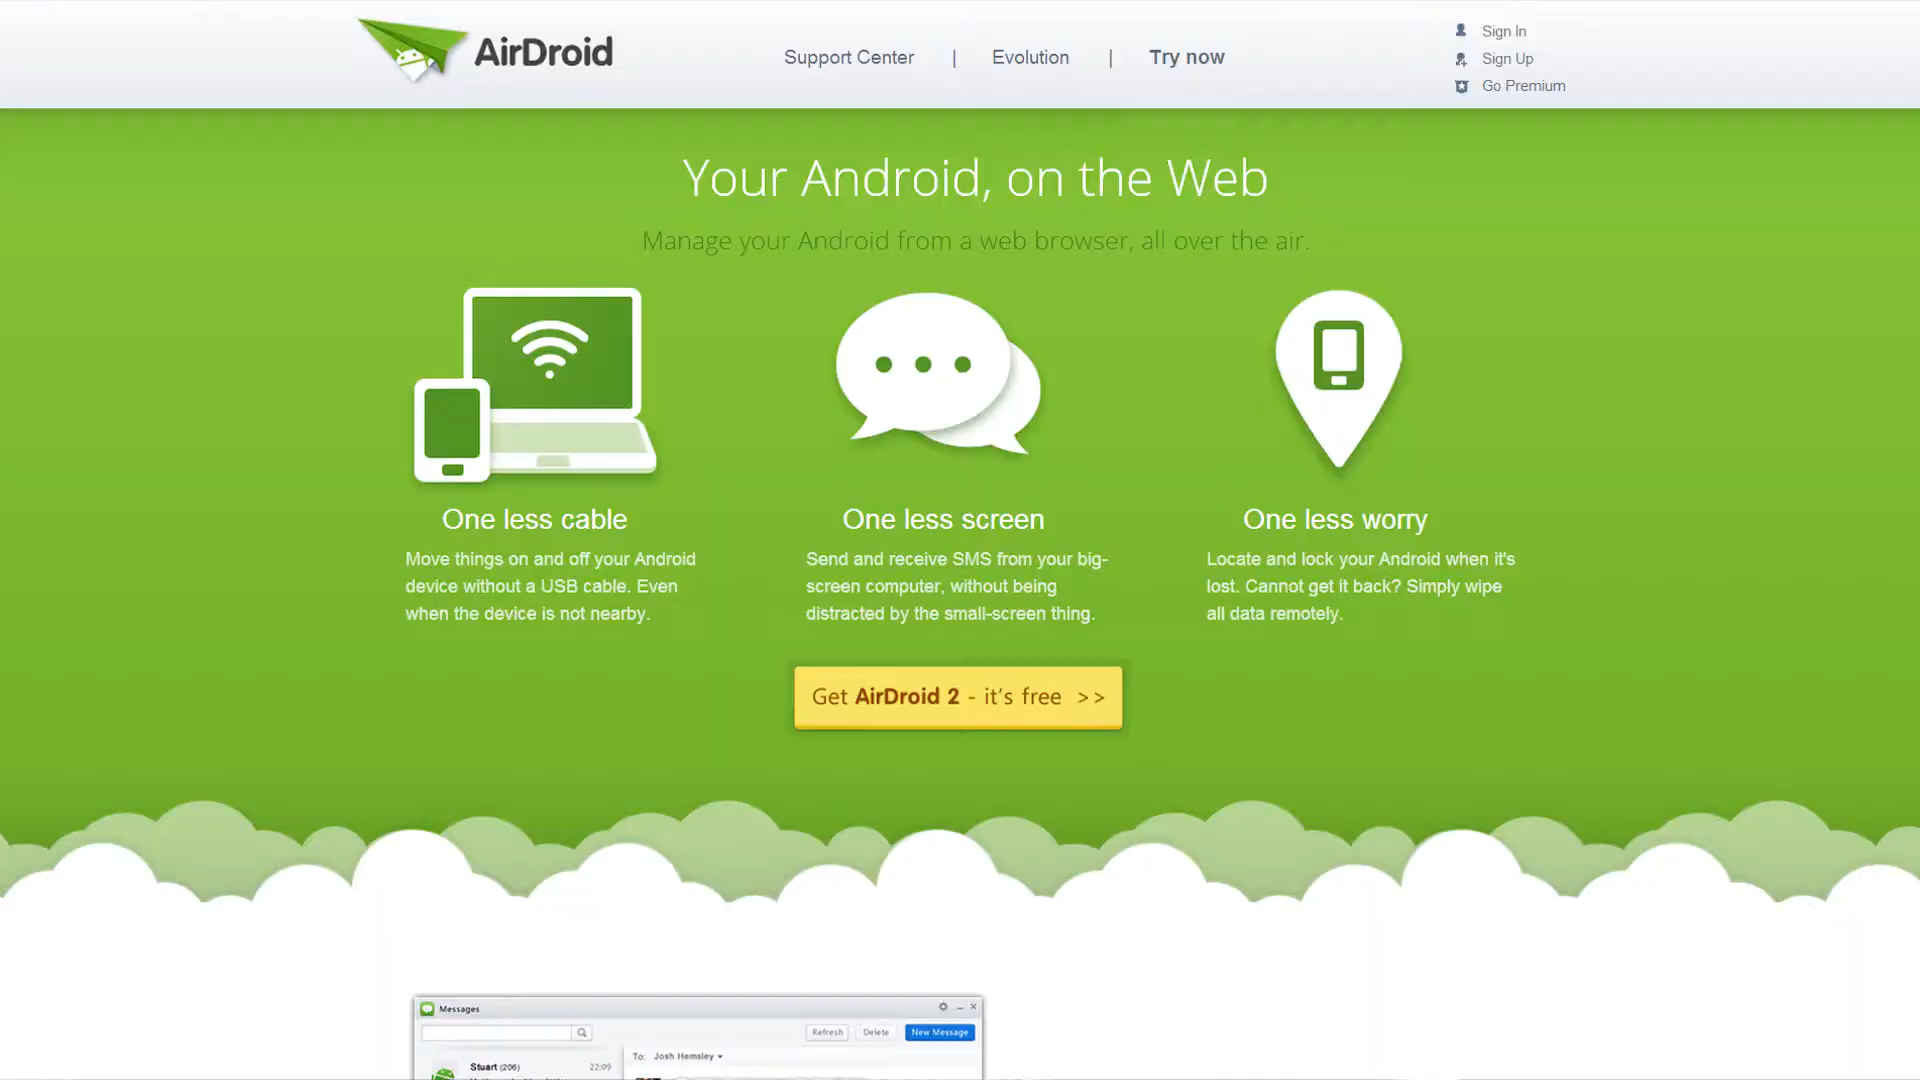 AirDroid
Support Center | Evolution | Try now
Sign In
Sign Up
Go Premium
Your Android, on the Web
Manage your Android from a web browser, all over the air.
One less cable
Move things on and off your Android
device without a USB cable. Even
when the device is not nearby.
One less screen
Send and receive SMS from your big-
screen computer, without being
distracted by the small-screen thing.
One less worry
Locate and lock your Android when it's
lost. Cannot get it back? Simply wipe
all data remotely.
Get AirDroid 2 - it's free >>
Messages
Refresh Delete New Message
Stuart (206) 22:09
To: Josh Hemsley